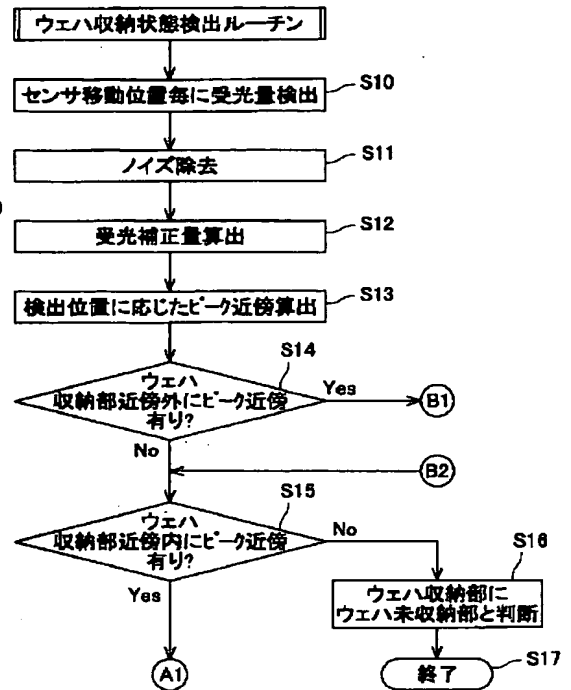 ウェハ収納状態検出ルーチン
センサ移動位置毎に受光量検出
S10
ノイズ除去
S11
受光補正量算出
S12
検出位置に応じたピーク近傍算出
S13
S14
ウェハ
収納部近傍外にピーク近傍
有り?
Yes
B1
No
B2
S15
ウェハ
収納部近傍内にピーク近傍
有り?
No
Yes
S16
ウェハ収納部に
ウェハ未収納部と判断
A1
終了
S17